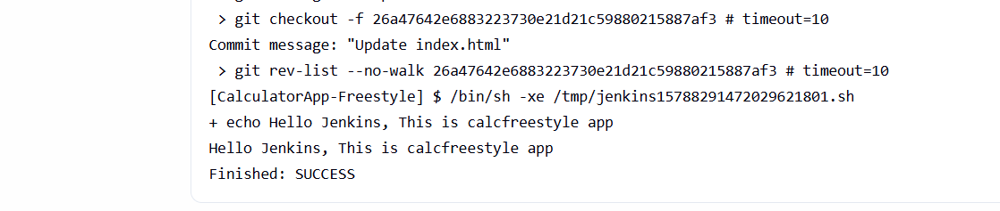 > git checkout -f 26a47642e6883223730e21d21c59880215887af3 # timeout=10
Commit message: "Update index.html"
> git rev-list --no-walk 26a47642e6883223730e21d21c59880215887af3 # timeout=10
[CalculatorApp-Freestyle] $ /bin/sh -xe /tmp/jenkins15788291472029621801.sh
+ echo Hello Jenkins, This is calcfreestyle app
Hello Jenkins, This is calcfreestyle app
Finished: SUCCESS